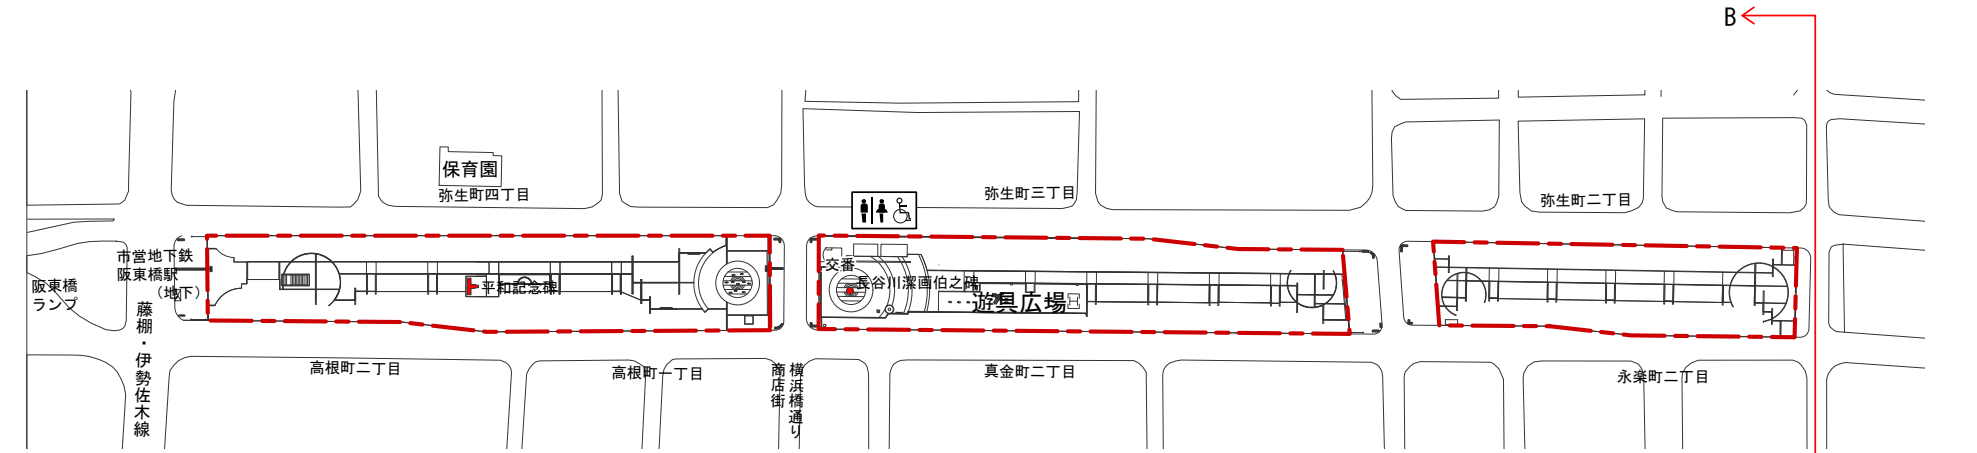 B
保育園
弥生町四丁目
弥生町三丁目
弥生町二丁目
市営地下鉄
阪東橋駅
（地下）
阪東橋
ランプ
藤棚・伊勢佐木線
平和記念碑
交番
長谷川潔画伯之碑
遊具広場
高根町二丁目
高根町一丁目
横浜橋通り
商店街
真金町二丁目
永楽町二丁目